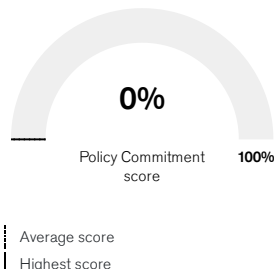 0%
Policy Commitment 100%
score
Average score
Highest score